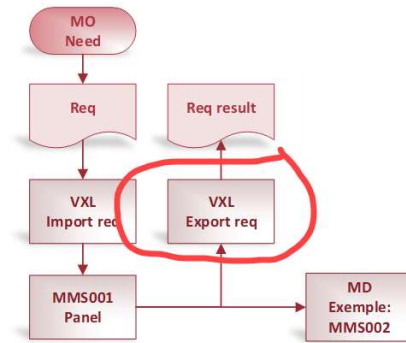 MO
Need
Req
Req result
VXL
Import req
VXL
Export req
MMS001
Panel
MD
Exemple:
MMS002